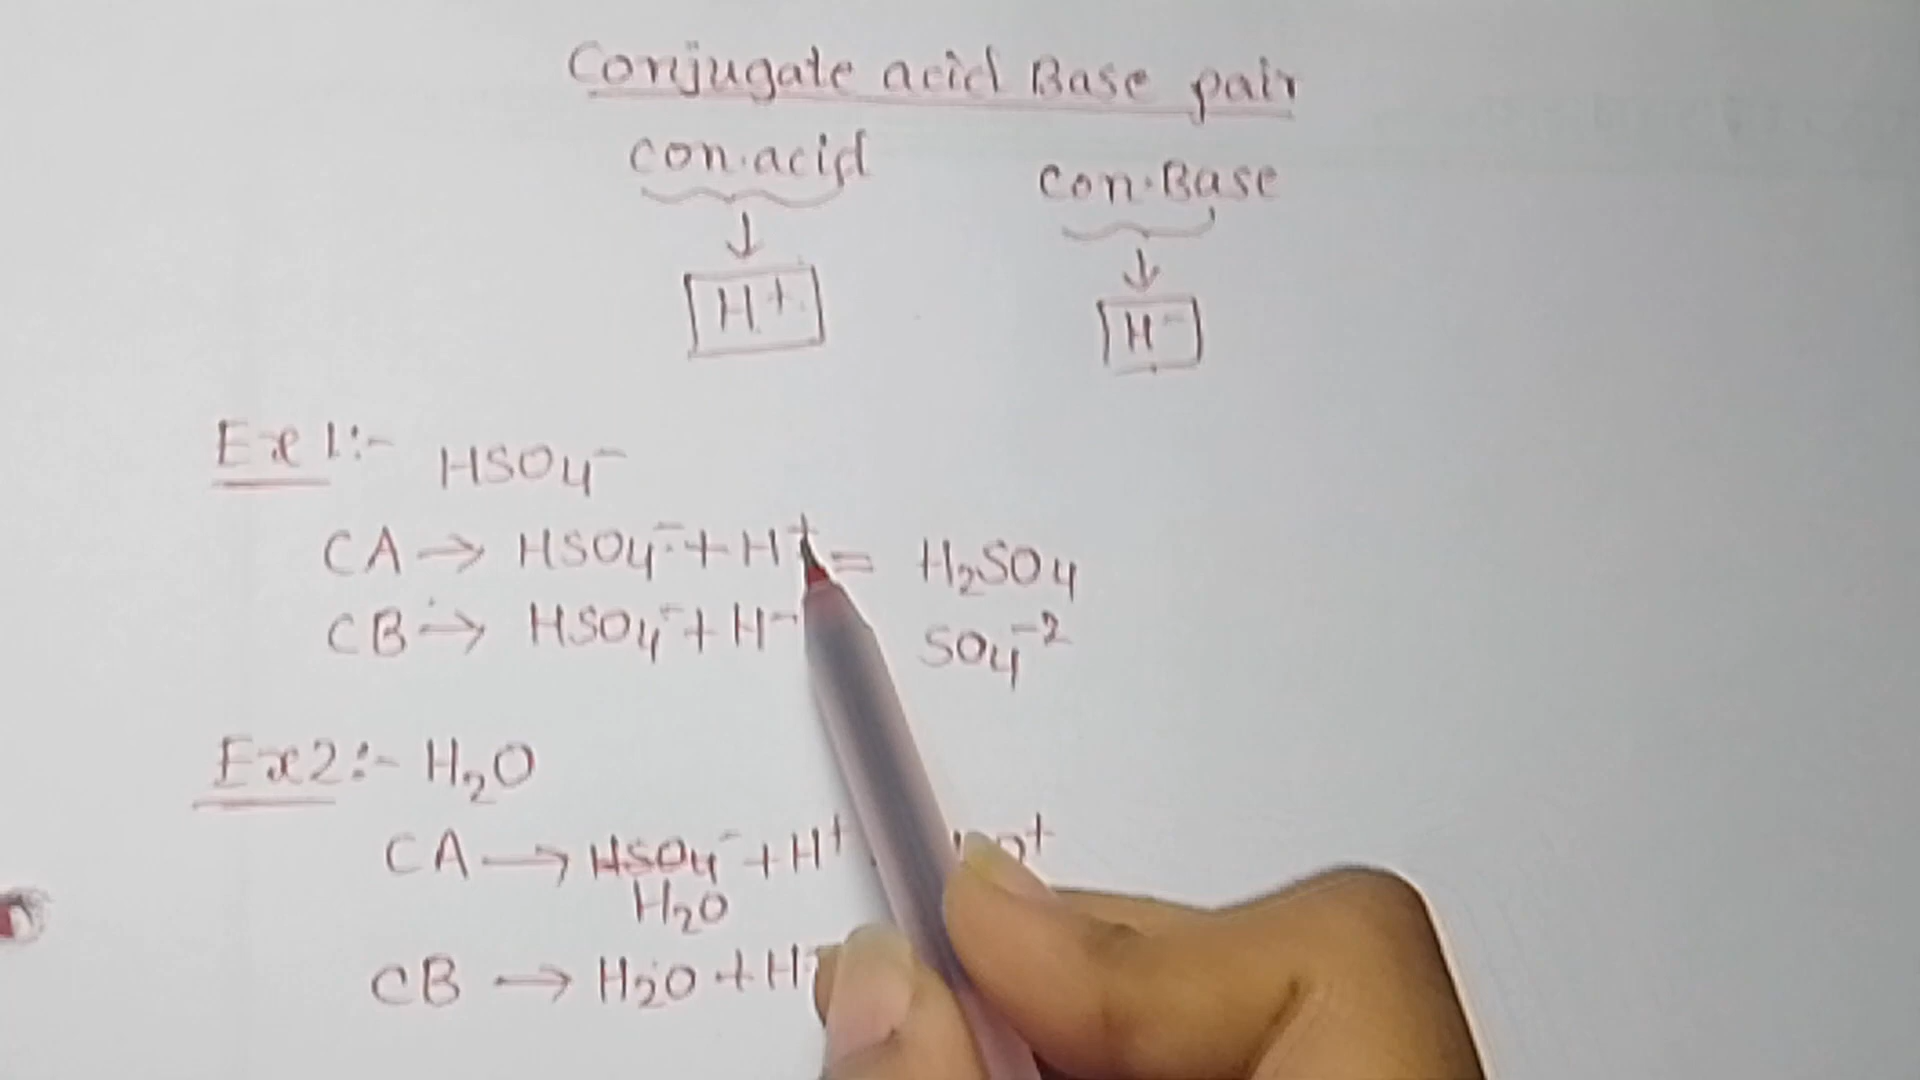 Conjugate acid Base pair
con.acid con.Base
↓ ↓
H⁺ H⁻
Ex 1:- HSO₄⁻
CA → HSO₄⁻ + H⁺ = H₂SO₄
CB → HSO₄⁻ + H⁻ SO₄⁻²
Ex2:- H₂O
CA → HSO₄⁻ + H⁺
H₂O
CB → H₂O + H⁻